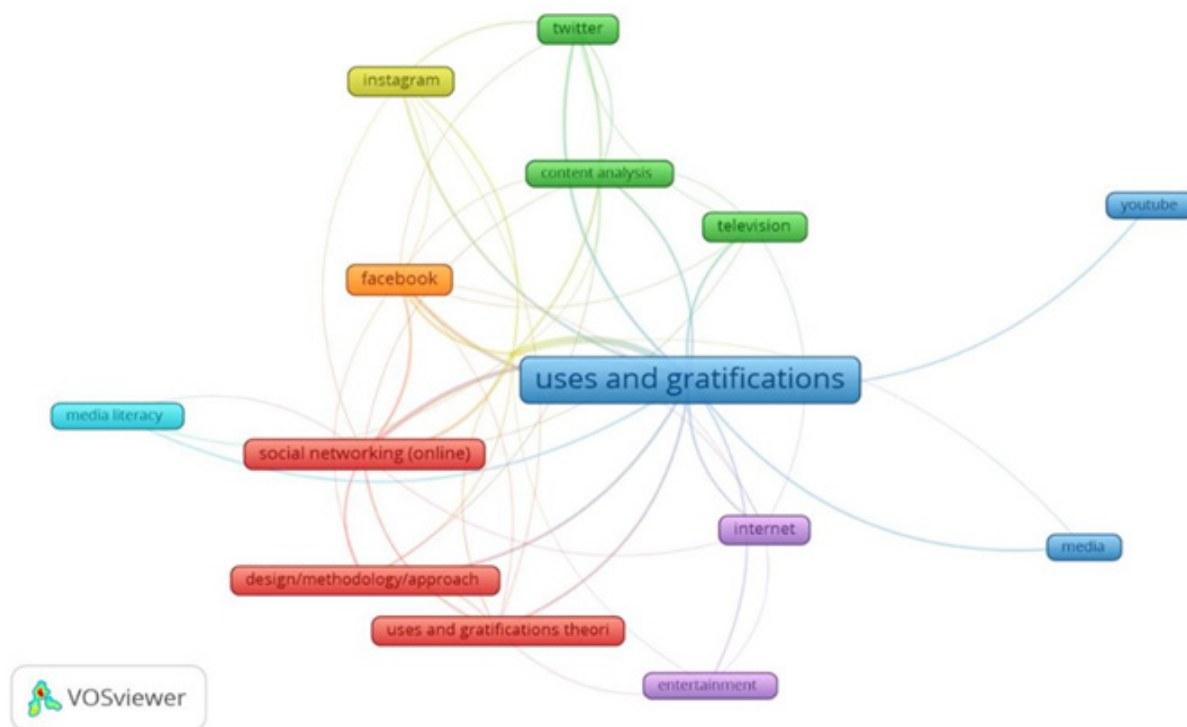 twitter
instagram
content analysis
youtube
television
facebook
uses and gratifications
media literacy
social networking (online)
internet
media
design/methodology/approach
uses and gratifications theori
entertainment
VOSviewer